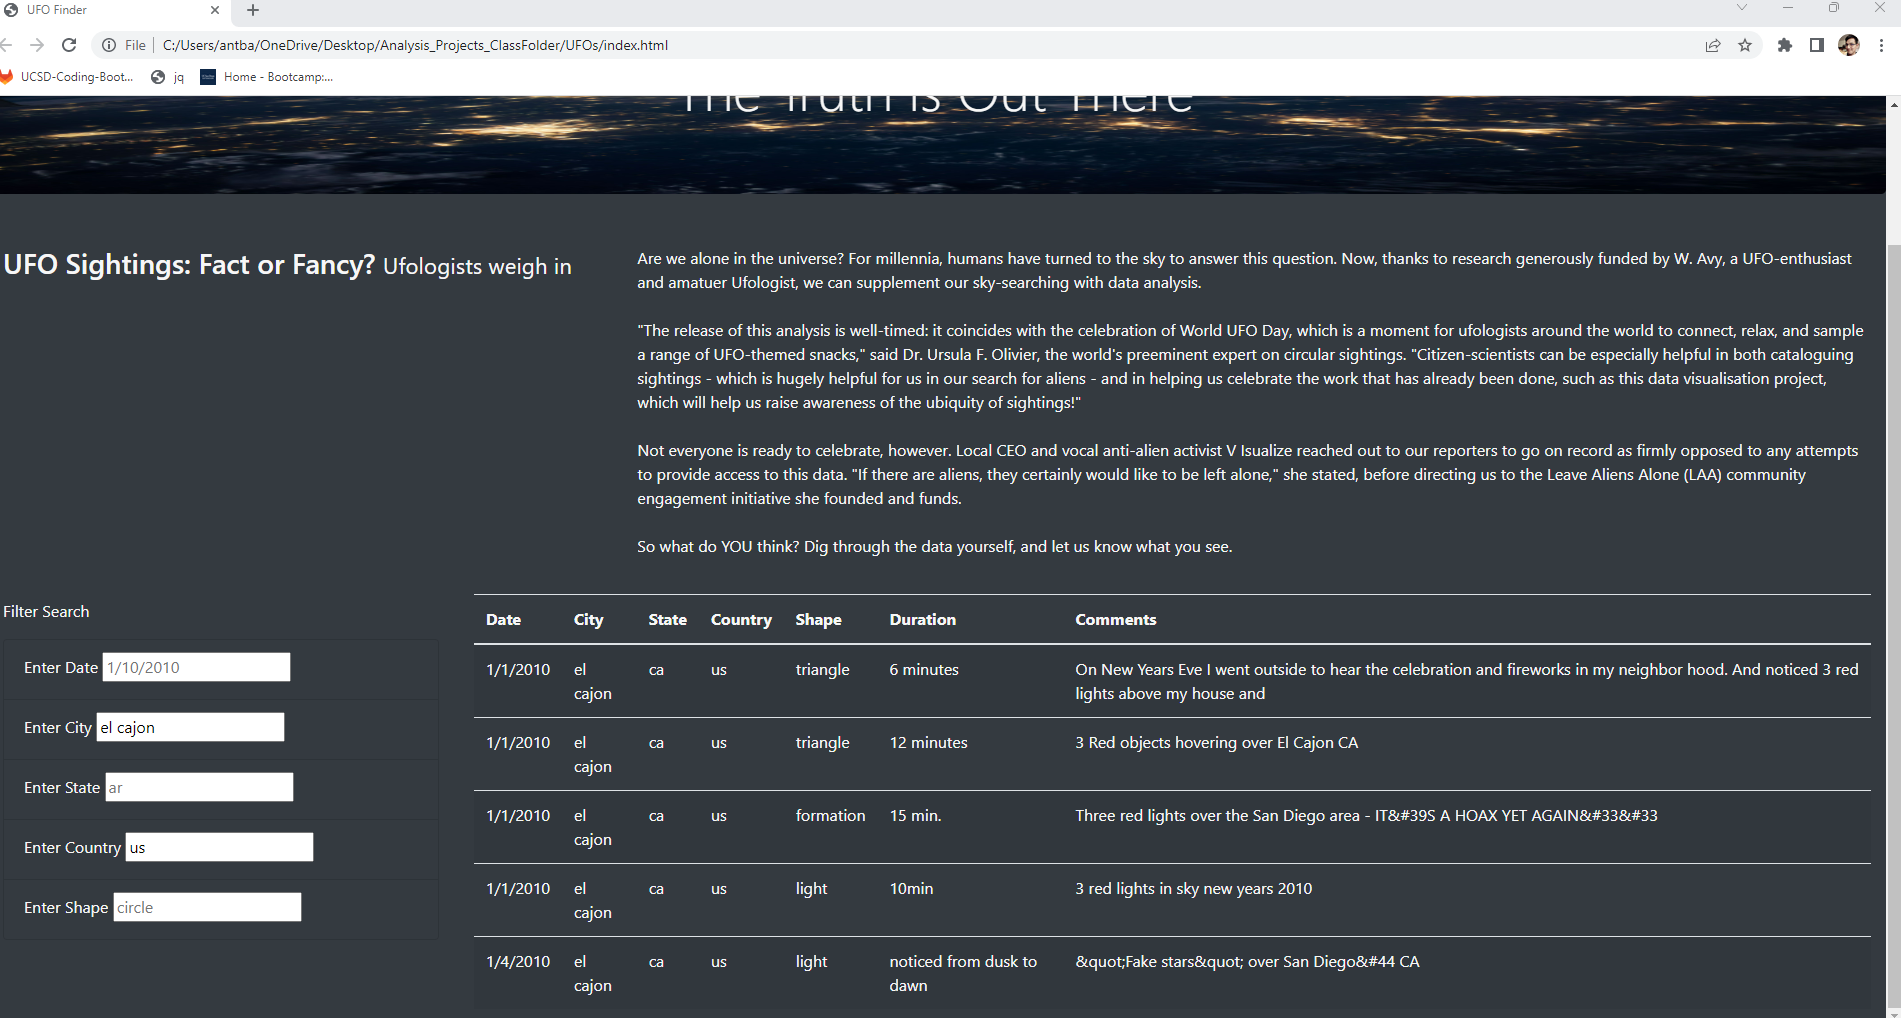 UFO Finder
File
C:/Users/antba/OneDrive/Desktop/Analysis_Projects_ClassFolder/UFOs/index.html
UCSD-Coding-Boot...
jq
Home - Bootcamp:...
The Truth Is Out There
UFO Sightings: Fact or Fancy? Ufologists weigh in
Are we alone in the universe? For millennia, humans have turned to the sky to answer this question. Now, thanks to research generously funded by W. Avy, a UFO-enthusiast
and amatuer Ufologist, we can supplement our sky-searching with data analysis.
"The release of this analysis is well-timed: it coincides with the celebration of World UFO Day, which is a moment for ufologists around the world to connect, relax, and sample
a range of UFO-themed snacks," said Dr. Ursula F. Olivier, the world's preeminent expert on circular sightings. "Citizen-scientists can be especially helpful in both cataloguing
sightings - which is hugely helpful for us in our search for aliens - and in helping us celebrate the work that has already been done, such as this data visualisation project,
which will help us raise awareness of the ubiquity of sightings!"
Not everyone is ready to celebrate, however. Local CEO and vocal anti-alien activist V Isualize reached out to our reporters to go on record as firmly opposed to any attempts
to provide access to this data. "If there are aliens, they certainly would like to be left alone," she stated, before directing us to the Leave Aliens Alone (LAA) community
engagement initiative she founded and funds.
So what do YOU think? Dig through the data yourself, and let us know what you see.
Filter Search
Enter Date 1/10/2010
Enter City el cajon
Enter State ar
Enter Country us
Enter Shape circle
Date City State Country Shape Duration Comments
1/1/2010 el ca us triangle 6 minutes On New Years Eve I went outside to hear the celebration and fireworks in my neighbor hood. And noticed 3 red
cajon lights above my house and
1/1/2010 el ca us triangle 12 minutes 3 Red objects hovering over El Cajon CA
cajon
1/1/2010 el ca us formation 15 min. Three red lights over the San Diego area - IT&#39S A HOAX YET AGAIN&#33&#33
cajon
1/1/2010 el ca us light 10min 3 red lights in sky new years 2010
cajon
1/4/2010 el ca us light noticed from dusk to &quot;Fake stars&quot; over San Diego&#44 CA
cajon dawn